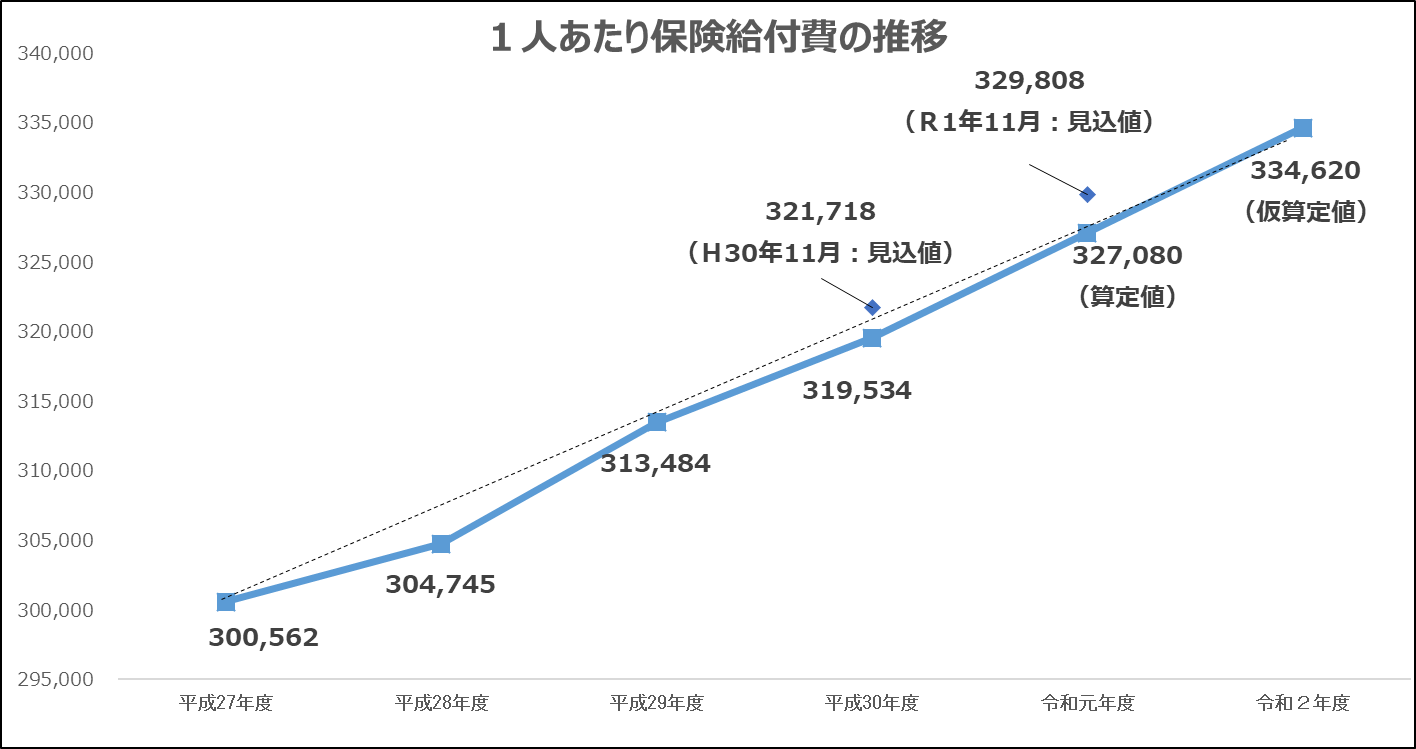 １人あたり保険給付費の推移
340,000
335,000
330,000
325,000
320,000
315,000
310,000
305,000
300,000
295,000
329,808
（Ｒ1年11月：見込値）
334,620
（仮算定値）
321,718
（Ｈ30年11月：見込値）
327,080
（算定値）
319,534
313,484
304,745
300,562
平成27年度
平成28年度
平成29年度
平成30年度
令和元年度
令和２年度